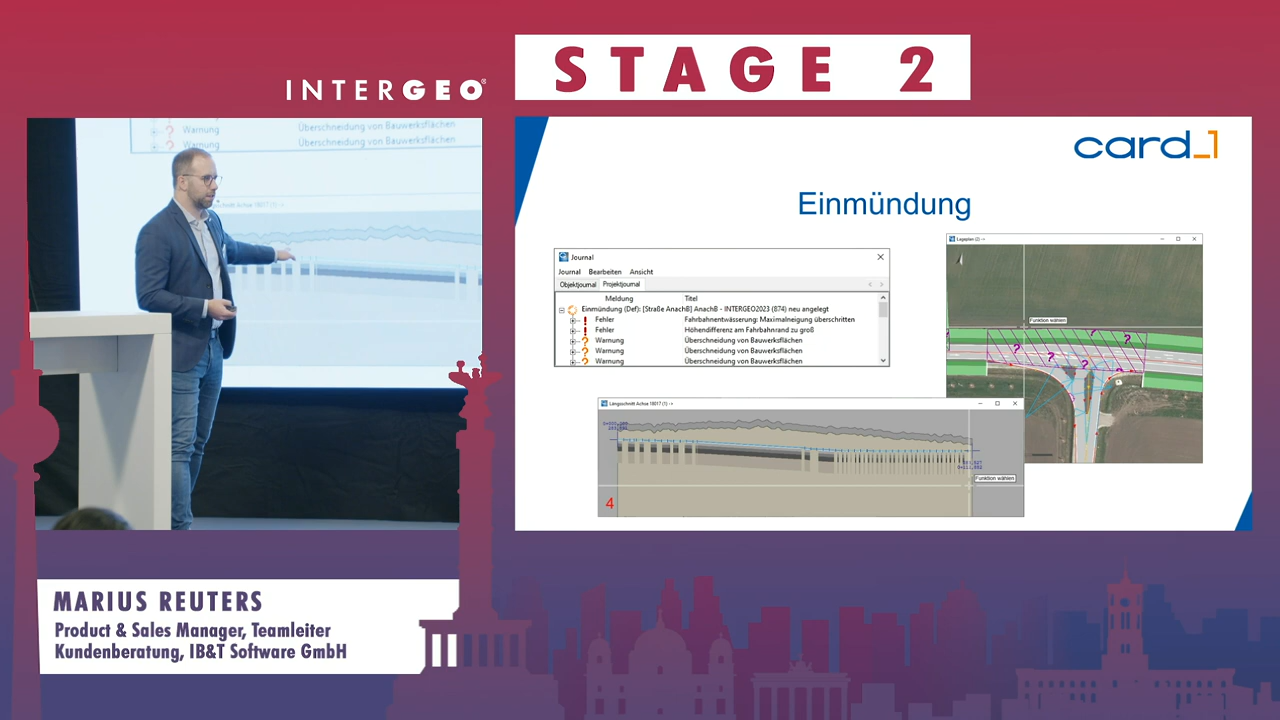 INTERGEO®
STAGE 2
Warnung Überschneidung von Bauwerksflächen
Warnung Überschneidung von Bauwerksflächen
card_1
Einmündung
Journal
Journal Bearbeiten Ansicht
Objektjournal Projektjournal
Meldung Titel
Einmündung (Def): [Straße AnachB] AnachB - INTERGEO2023 (874) neu angelegt
Fehler Fahrbahnentwässerung: Maximalneigung überschritten
Fehler Höhendifferenz am Fahrbahnrand zu groß
Warnung Überschneidung von Bauwerksflächen
Warnung Überschneidung von Bauwerksflächen
Warnung Überschneidung von Bauwerksflächen
Lageplan (2) ->
Funktion wählen
Längsschnitt Achse 18017 (1) ->
Funktion wählen
4
MARIUS REUTERS
Product & Sales Manager, Teamleiter
Kundenberatung, IB&T Software GmbH